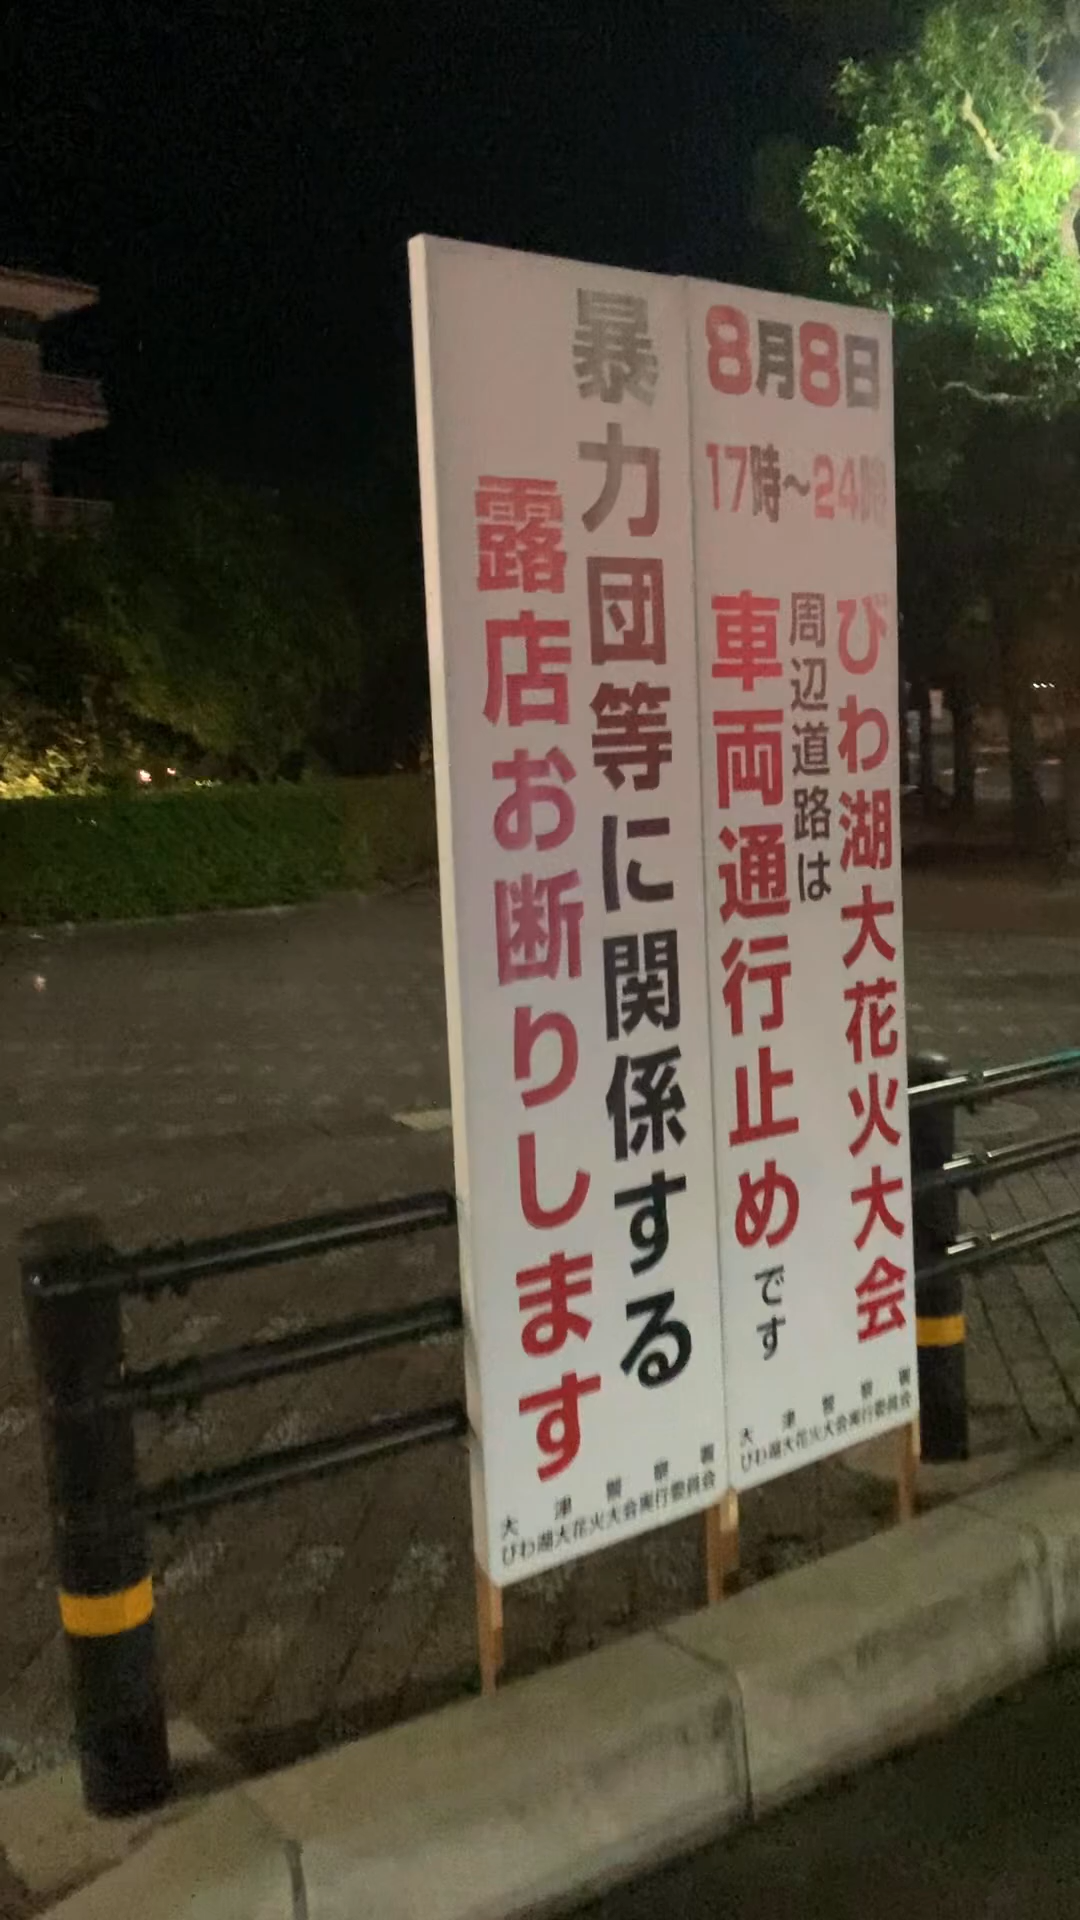 8月8日
17時～24時
びわ湖大花火大会
周辺道路は
車両通行止めです
大津警察署
びわ湖大花火大会実行委員会
暴力団等に関係する
露店お断りします
大津警察署
びわ湖大花火大会実行委員会